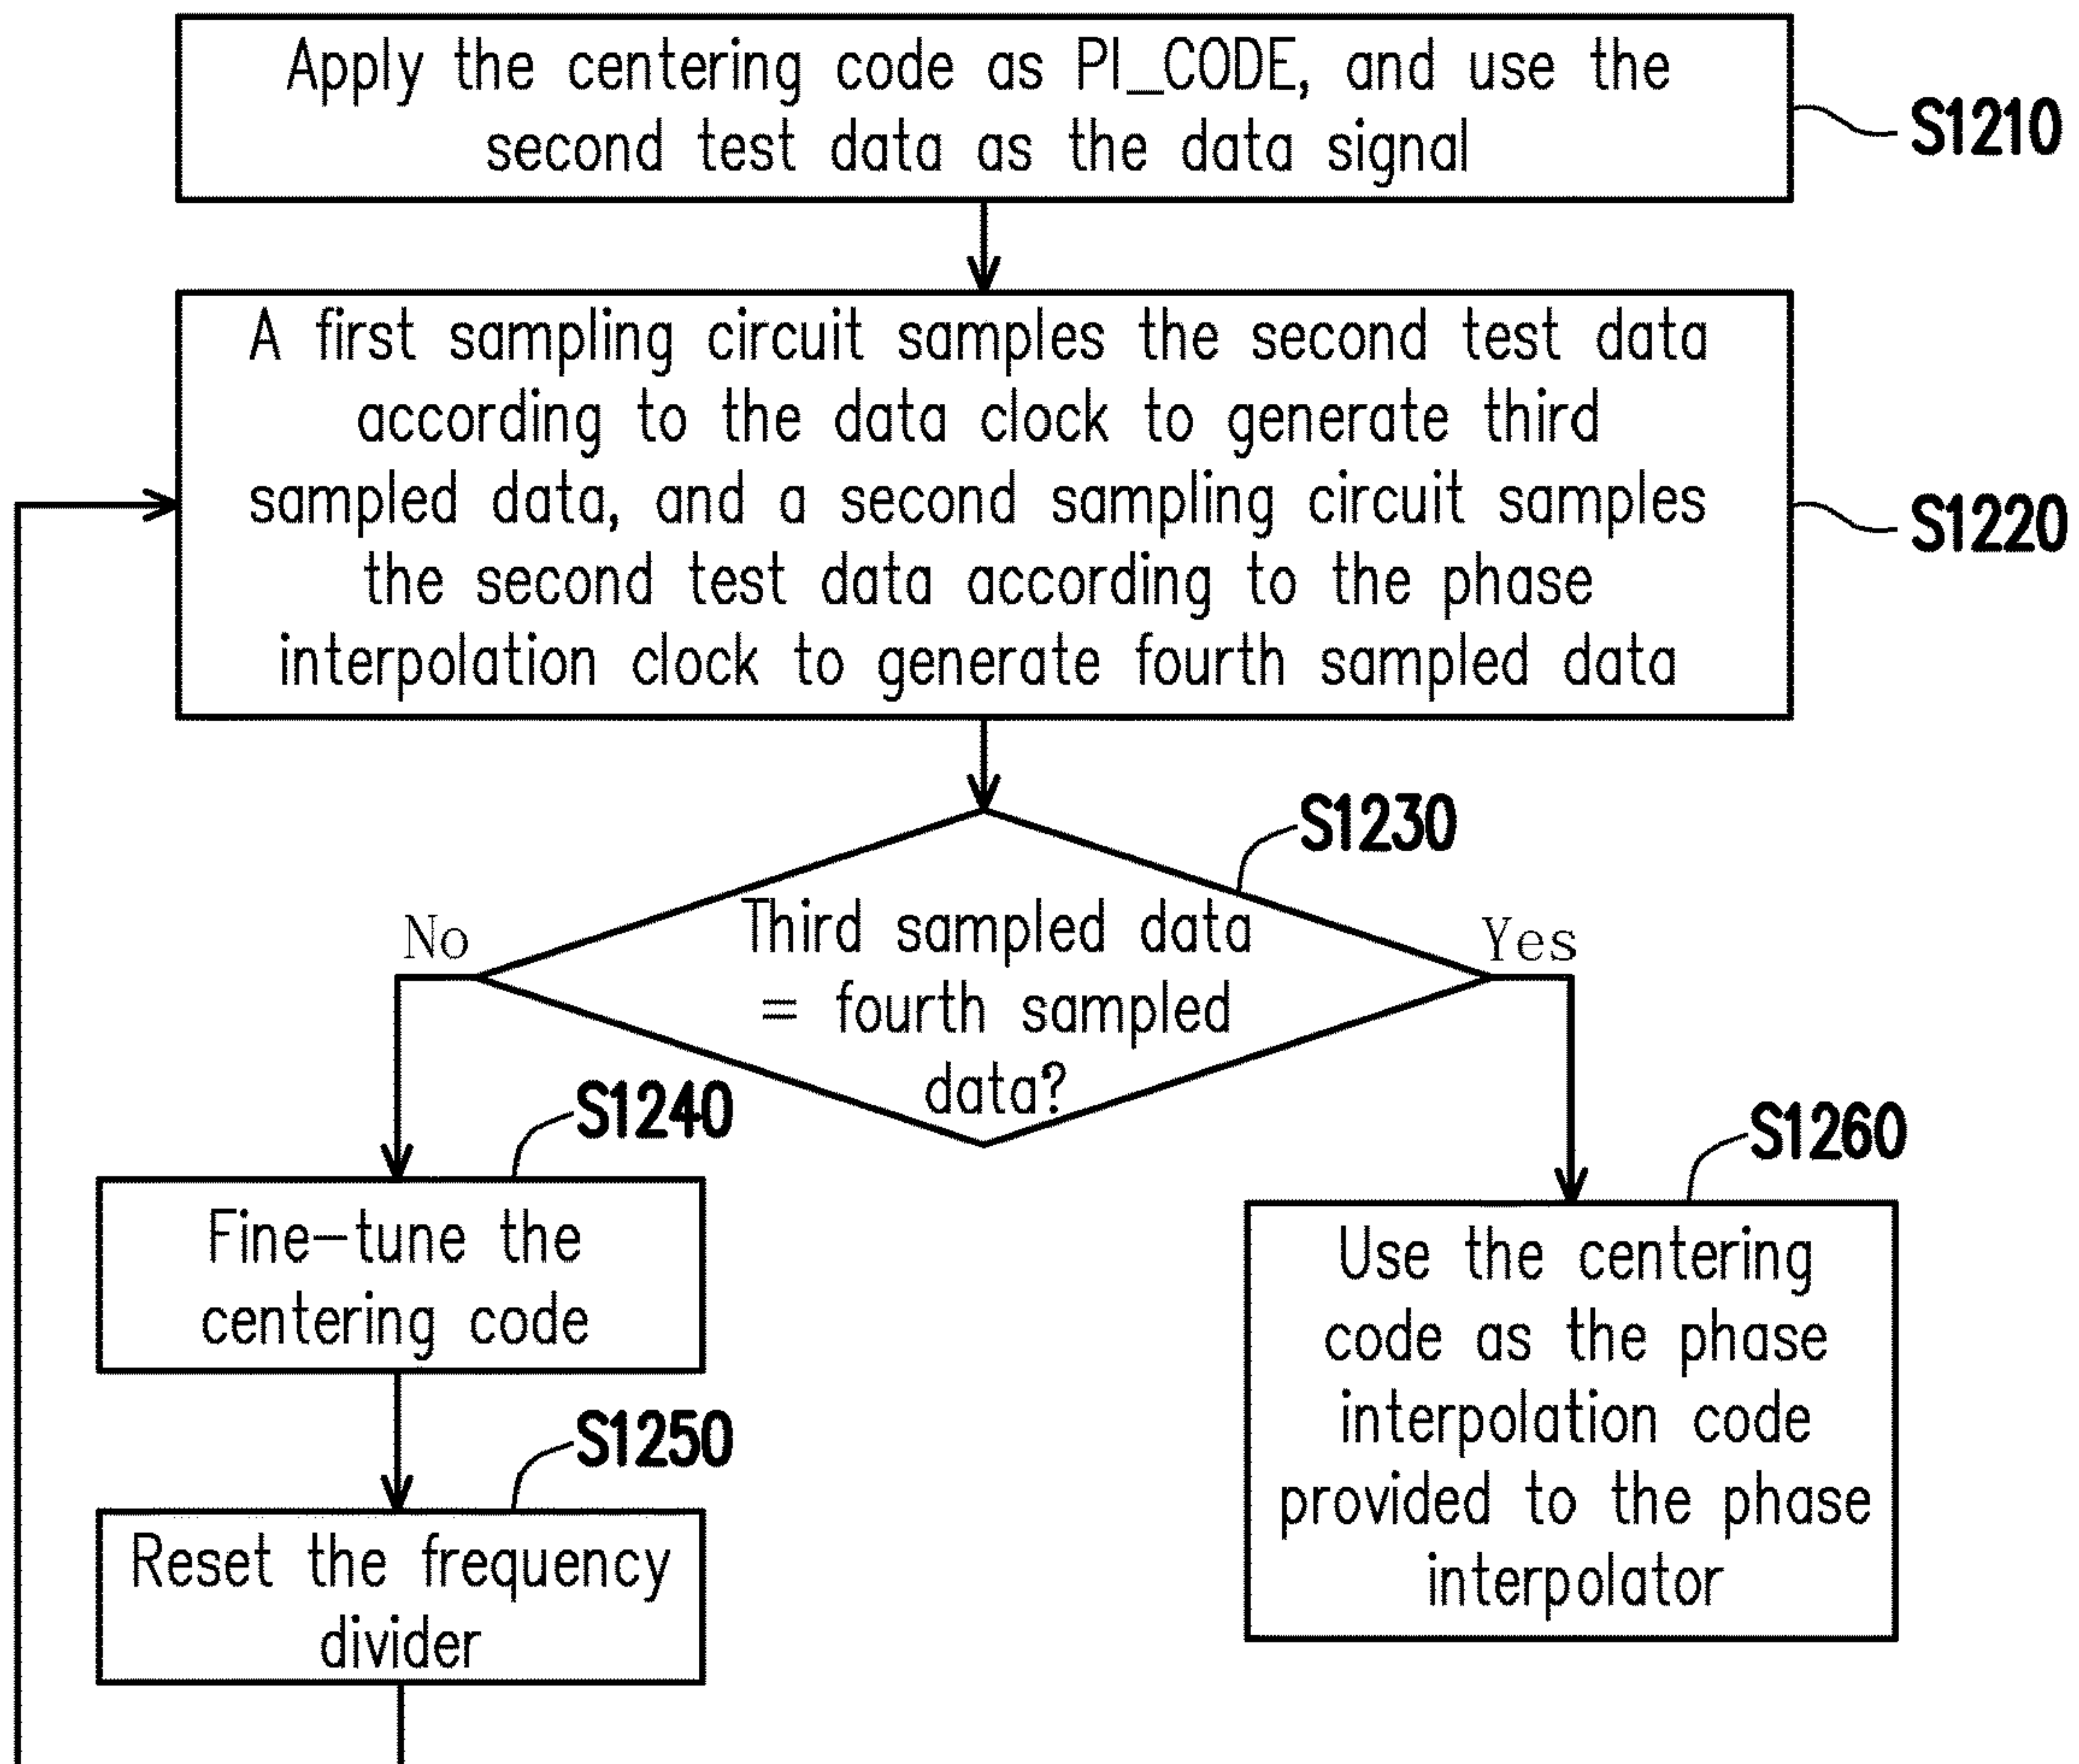 Apply the centering code as PI_CODE, and use the
second test data as the data signal
S1210
A first sampling circuit samples the second test data
according to the data clock to generate third
sampled data, and a second sampling circuit samples
the second test data according to the phase
interpolation clock to generate fourth sampled data
S1220
S1230
Third sampled data
= fourth sampled
data?
No
Yes
S1240
Fine-tune the
centering code
S1250
Reset the frequency
divider
S1260
Use the centering
code as the phase
interpolation code
provided to the phase
interpolator